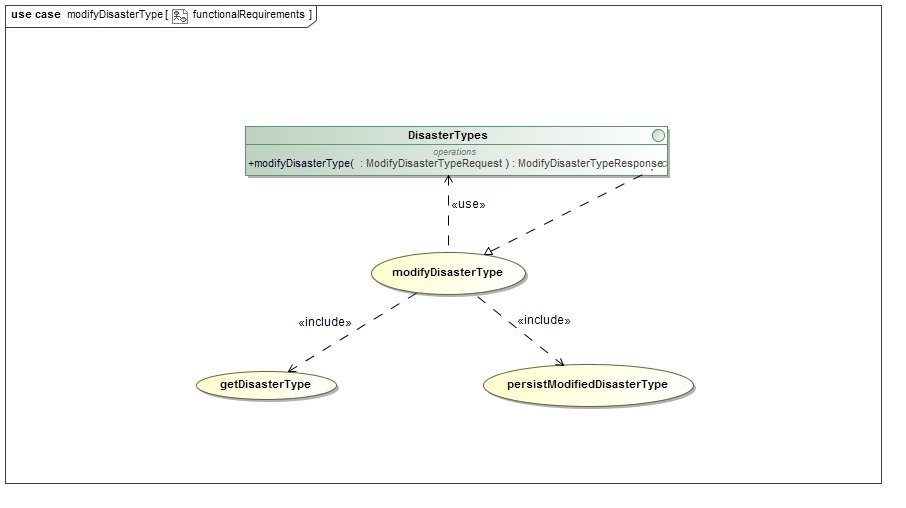 use case modifyDisasterType [ functionalRequirements ]
DisasterTypes
operations
+modifyDisasterType( : ModifyDisasterTypeRequest ) : ModifyDisasterTypeResponse
«use»
modifyDisasterType
«include»
«include»
getDisasterType
persistModifiedDisasterType